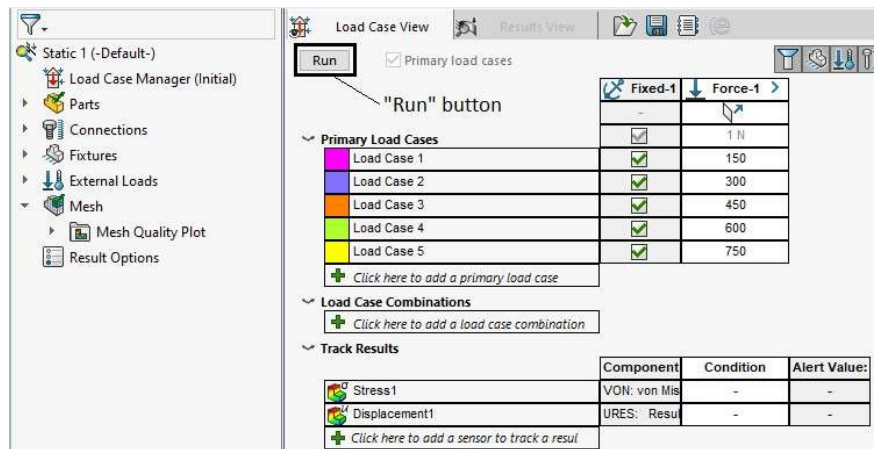 Static 1 (-Default-)
Load Case Manager (Initial)
Parts
Connections
Fixtures
External Loads
Mesh
Mesh Quality Plot
Result Options
Load Case View Results View
Run Primary load cases
"Run" button
Fixed-1 Force-1
-
Primary Load Cases 1 N
Load Case 1 150
Load Case 2 300
Load Case 3 450
Load Case 4 600
Load Case 5 750
Click here to add a primary load case
Load Case Combinations
Click here to add a load case combination
Track Results
Component Condition Alert Value:
Stress1 VON: von Mis - -
Displacement1 URES: Resul - -
Click here to add a sensor to track a resul